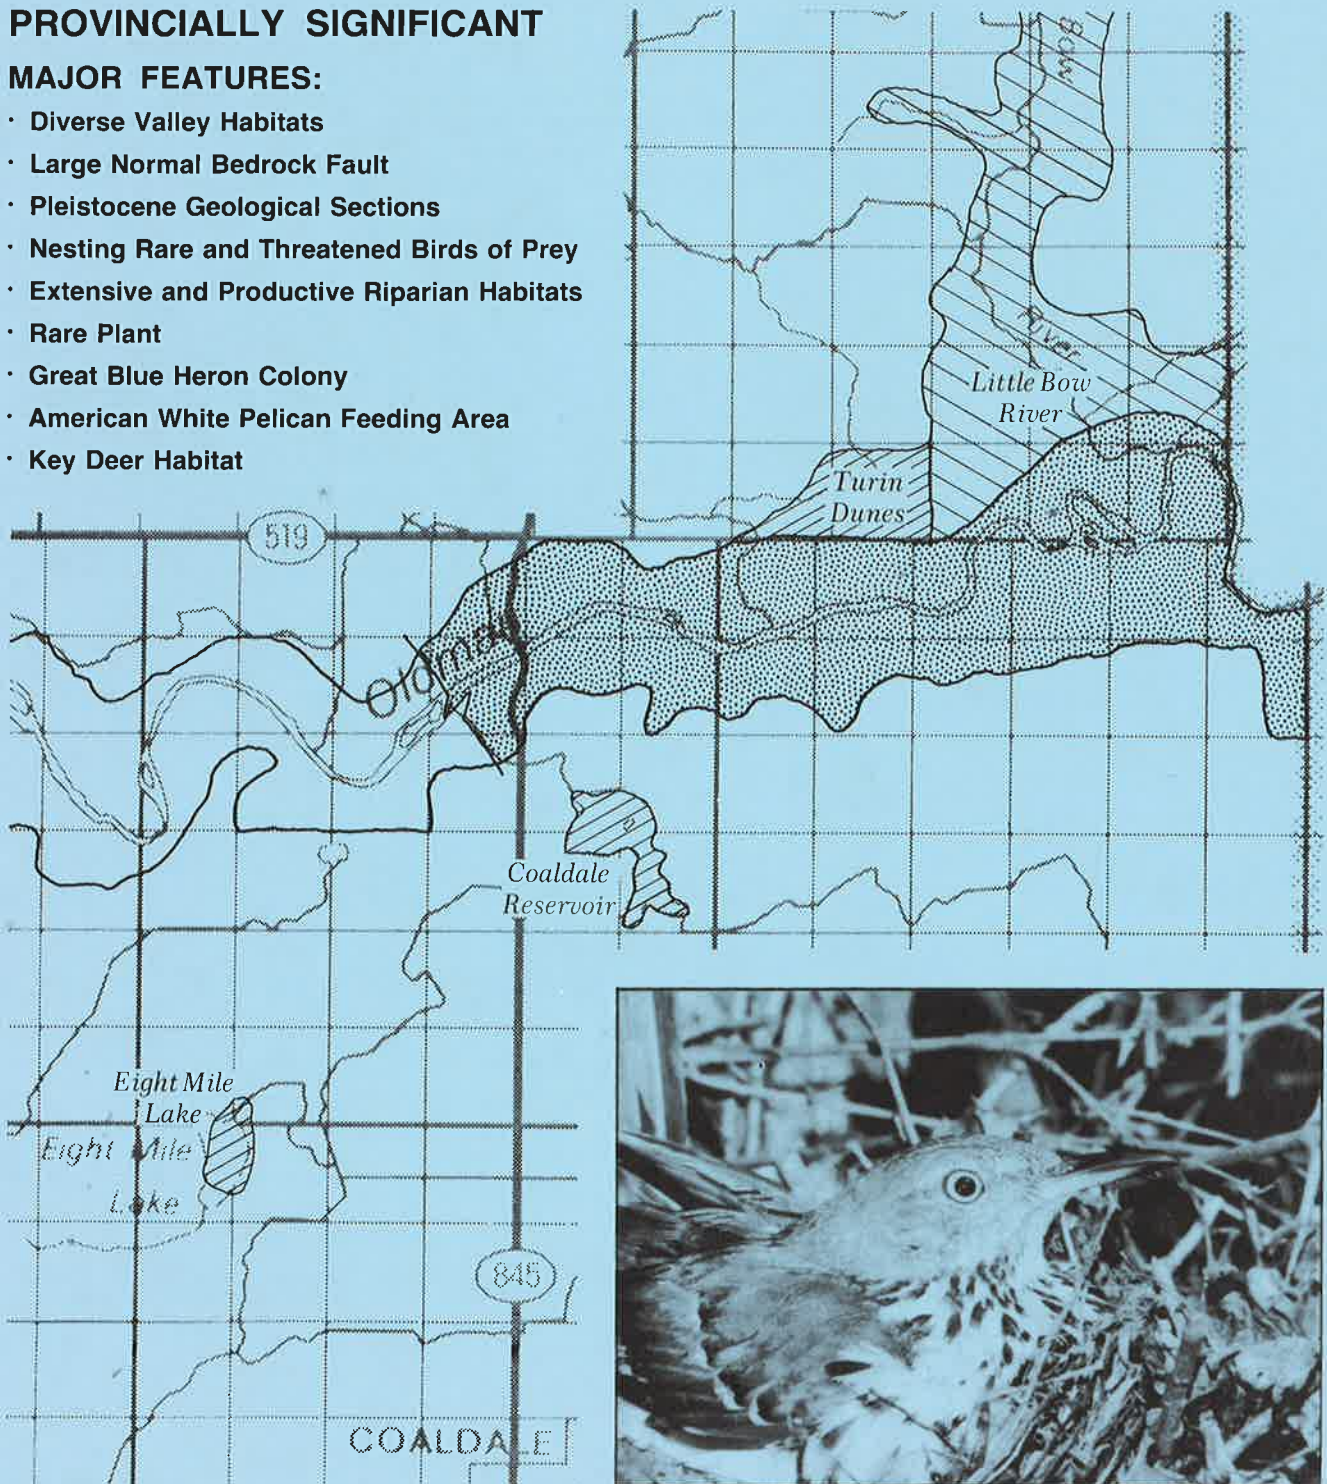 PROVINCIALLY SIGNIFICANT
MAJOR FEATURES:
· Diverse Valley Habitats
· Large Normal Bedrock Fault
· Pleistocene Geological Sections
· Nesting Rare and Threatened Birds of Prey
· Extensive and Productive Riparian Habitats
· Rare Plant
· Great Blue Heron Colony
· American White Pelican Feeding Area
· Key Deer Habitat
Bow
River
Little Bow
River
Turin
Dunes
519
Oldman
Coaldale
Reservoir
Eight Mile
Lake
Eight Mile
Lake
845
COALDALE